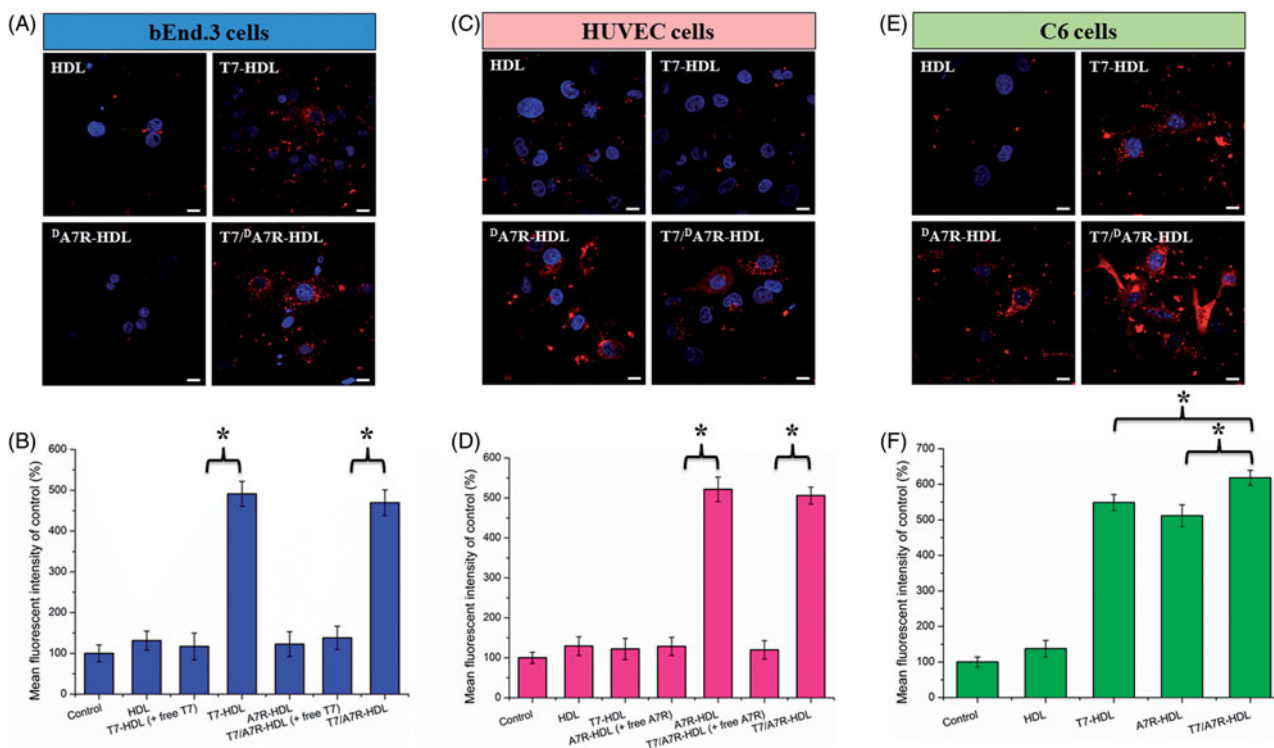 (A)
bEnd.3 cells
HDL
T7-HDL
ᴰA7R-HDL
T7/ᴰA7R-HDL
(C)
HUVEC cells
HDL
T7-HDL
ᴰA7R-HDL
T7/ᴰA7R-HDL
(E)
C6 cells
HDL
T7-HDL
ᴰA7R-HDL
T7/ᴰA7R-HDL
(B)
Mean fluorescent intensity of control (%)
600
500
400
300
200
100
0
* *
Control
HDL
T7-HDL (+ free T7)
T7-HDL
A7R-HDL
T7/A7R-HDL (+ free T7)
T7/A7R-HDL
(D)
Mean fluorescent intensity of control (%)
600
500
400
300
200
100
0
* *
Control
HDL
T7-HDL
A7R-HDL (+ free A7R)
A7R-HDL
T7/A7R-HDL (+ free A7R)
T7/A7R-HDL
(F)
Mean fluorescent intensity of control (%)
700
600
500
400
300
200
100
0
*
*
Control
HDL
T7-HDL
A7R-HDL
T7/A7R-HDL